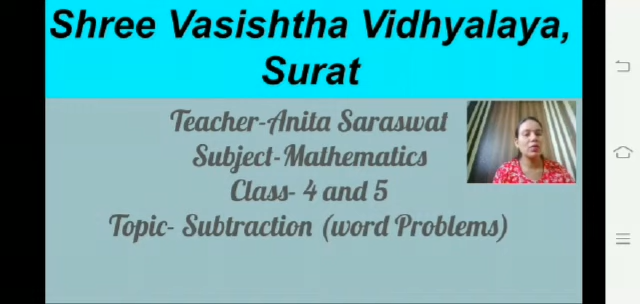 Shree Vasishtha Vidhyalaya,
Surat
Teacher-Anita Saraswat
Subject-Mathematics
Class- 4 and 5
Topic- Subtraction (word Problems)